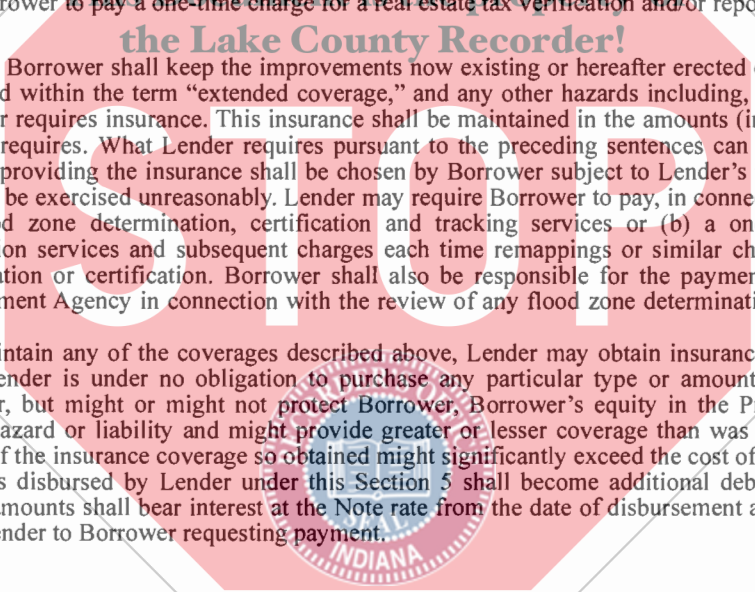 rower to pay a one-time charge for a real estate tax verification and/or repo
the Lake County Recorder!
Borrower shall keep the improvements now existing or hereafter erected
d within the term “extended coverage,” and any other hazards including,
r requires insurance. This insurance shall be maintained in the amounts (in
requires. What Lender requires pursuant to the preceding sentences can
providing the insurance shall be chosen by Borrower subject to Lender’s
be exercised unreasonably. Lender may require Borrower to pay, in conne
d zone determination, certification and tracking services or (b) a on
on services and subsequent charges each time remappings or similar ch
ation or certification. Borrower shall also be responsible for the paymen
ment Agency in connection with the review of any flood zone determinati
STOP
intain any of the coverages described above, Lender may obtain insuranc
ender is under no obligation to purchase any particular type or amount
r, but might or might not protect Borrower, Borrower’s equity in the P
azard or liability and might provide greater or lesser coverage than was
f the insurance coverage so obtained might significantly exceed the cost of
s disbursed by Lender under this Section 5 shall become additional deb
mounts shall bear interest at the Note rate from the date of disbursement a
ender to Borrower requesting payment.
SEAL
INDIANA